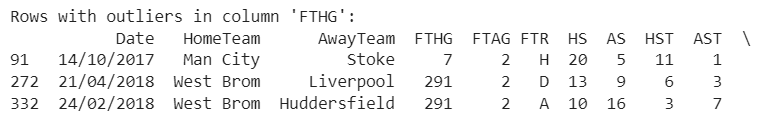 Rows with outliers in column 'FTHG':
Date HomeTeam AwayTeam FTHG FTAG FTR HS AS HST AST \
91 14/10/2017 Man City Stoke 7 2 H 20 5 11 1
272 21/04/2018 West Brom Liverpool 291 2 D 13 9 6 3
332 24/02/2018 West Brom Huddersfield 291 2 A 10 16 3 7